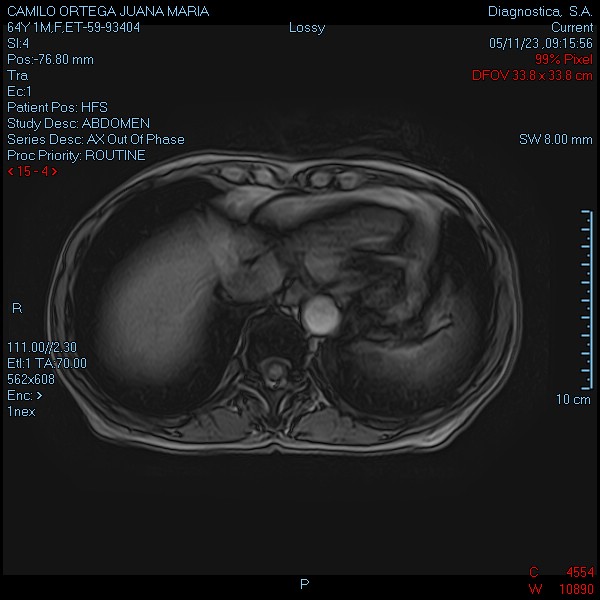 CAMILO ORTEGA JUANA MARIA
64Y 1M,F,ET-59-93404
Sl:4
Pos:-76.80 mm
Tra
Ec:1
Patient Pos: HFS
Study Desc: ABDOMEN
Series Desc: AX Out Of Phase
Proc Priority: ROUTINE
< 15 - 4 >
Lossy
Diagnostica, S.A.
Current
05/11/23 ,09:15:56
99% Pixel
DFOV 33.8 x 33.8 cm
SW 8.00 mm
R
111.00//2.30
Etl:1 TA:70.00
562x608
Enc: >
1nex
10 cm
P
C 4554
W 10890